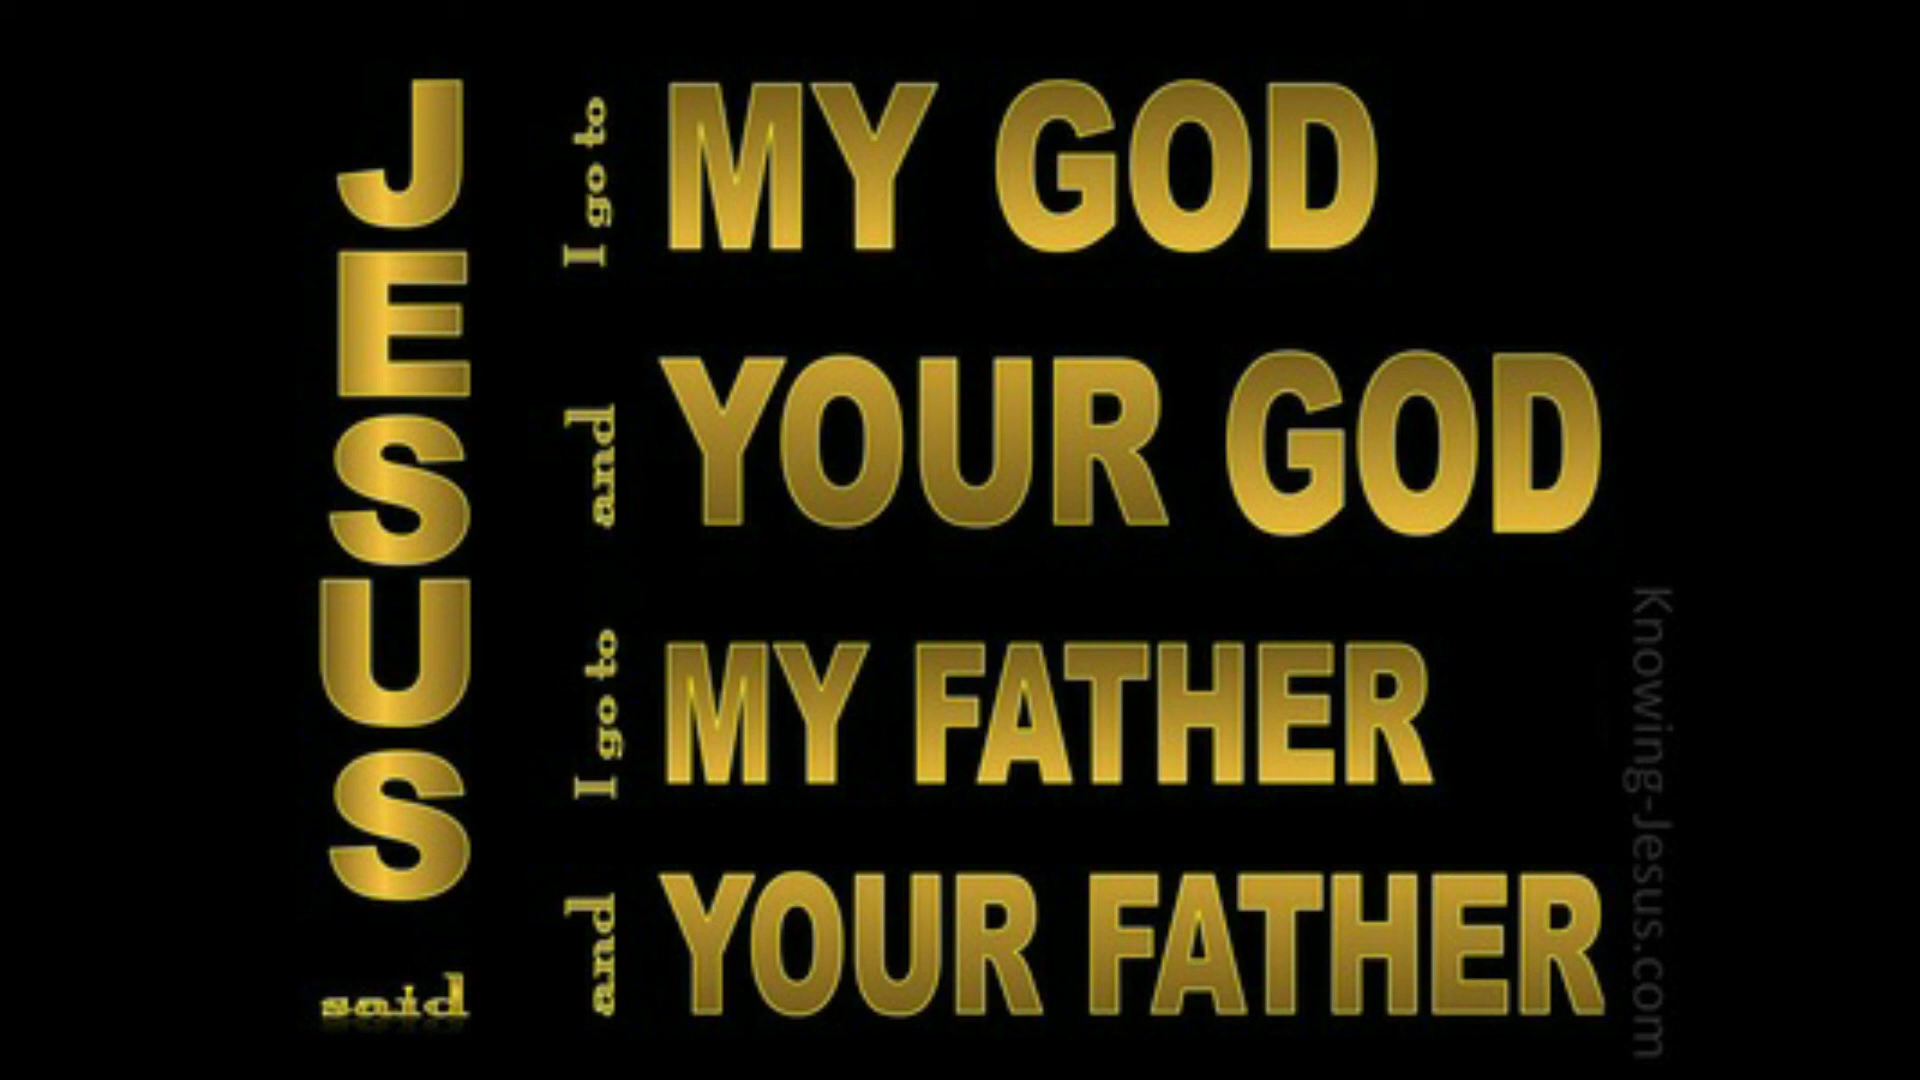 JESUS
said
I go to MY GOD
and YOUR GOD
I go to MY FATHER
and YOUR FATHER
Knowing-Jesus.com